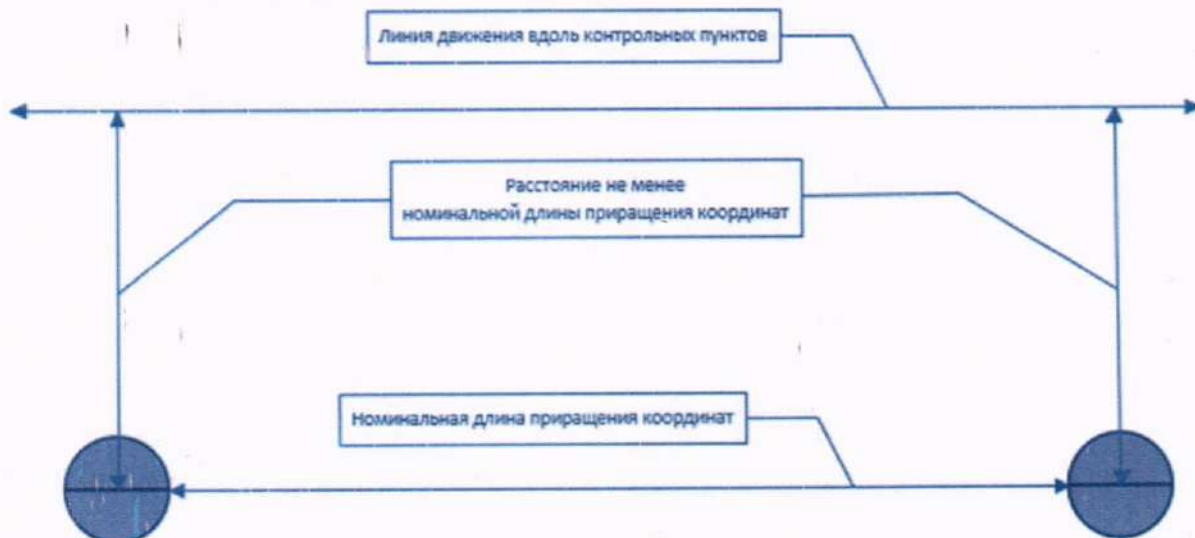 Линия движения вдоль контрольных пунктов
Расстояние не менее
номинальной длины приращения координат
Номинальная длина приращения координат